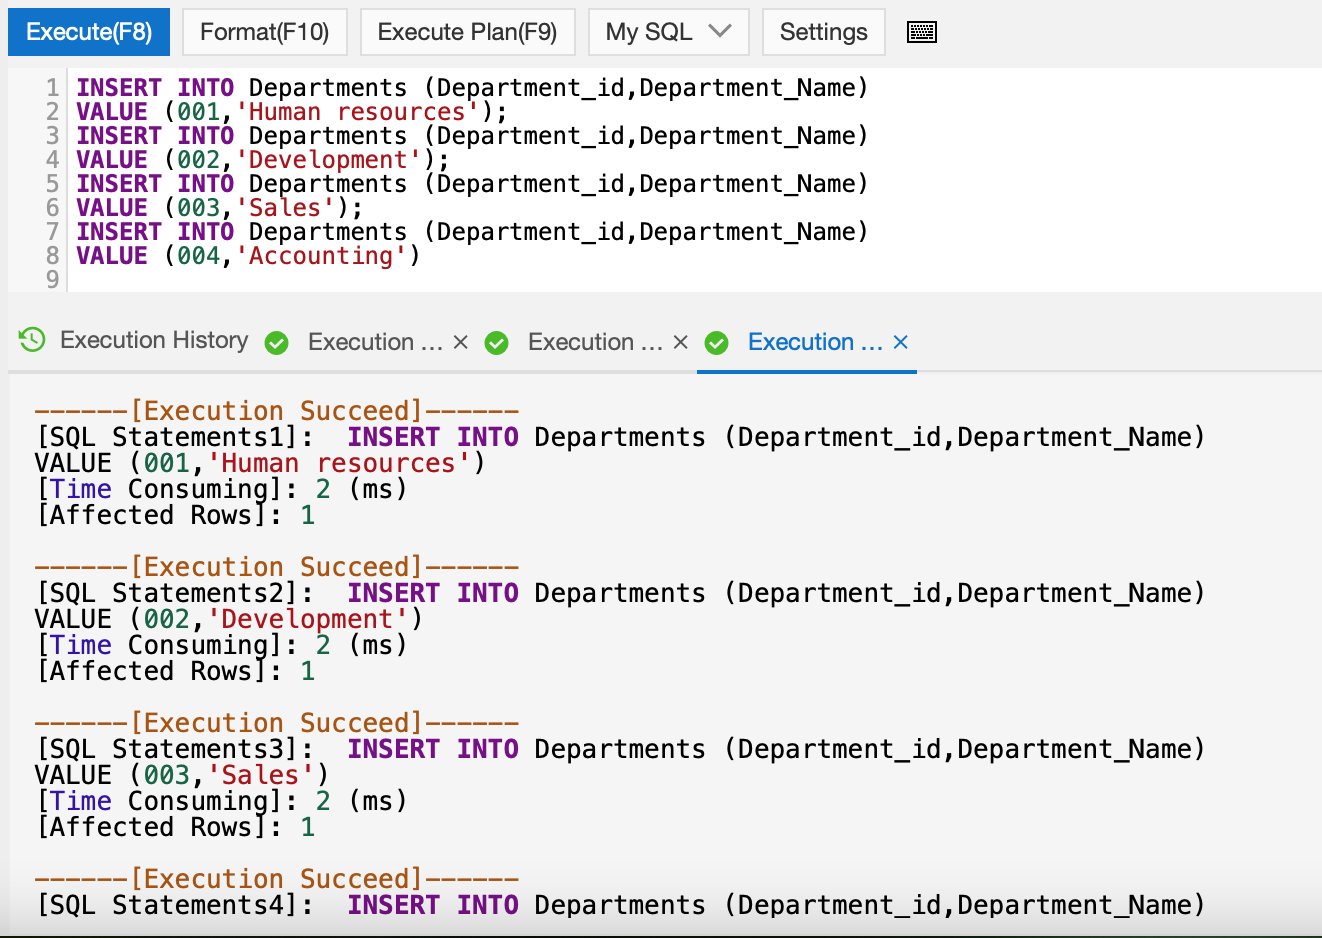 Execute(F8) Format(F10) Execute Plan(F9) My SQL Settings
1 INSERT INTO Departments (Department_id,Department_Name)
2 VALUE (001,'Human resources');
3 INSERT INTO Departments (Department_id,Department_Name)
4 VALUE (002,'Development');
5 INSERT INTO Departments (Department_id,Department_Name)
6 VALUE (003,'Sales');
7 INSERT INTO Departments (Department_id,Department_Name)
8 VALUE (004,'Accounting')
9
Execution History Execution ... × Execution ... × Execution ... ×
------[Execution Succeed]------
[SQL Statements1]: INSERT INTO Departments (Department_id,Department_Name)
VALUE (001,'Human resources')
[Time Consuming]: 2 (ms)
[Affected Rows]: 1
------[Execution Succeed]------
[SQL Statements2]: INSERT INTO Departments (Department_id,Department_Name)
VALUE (002,'Development')
[Time Consuming]: 2 (ms)
[Affected Rows]: 1
------[Execution Succeed]------
[SQL Statements3]: INSERT INTO Departments (Department_id,Department_Name)
VALUE (003,'Sales')
[Time Consuming]: 2 (ms)
[Affected Rows]: 1
------[Execution Succeed]------
[SQL Statements4]: INSERT INTO Departments (Department_id,Department_Name)